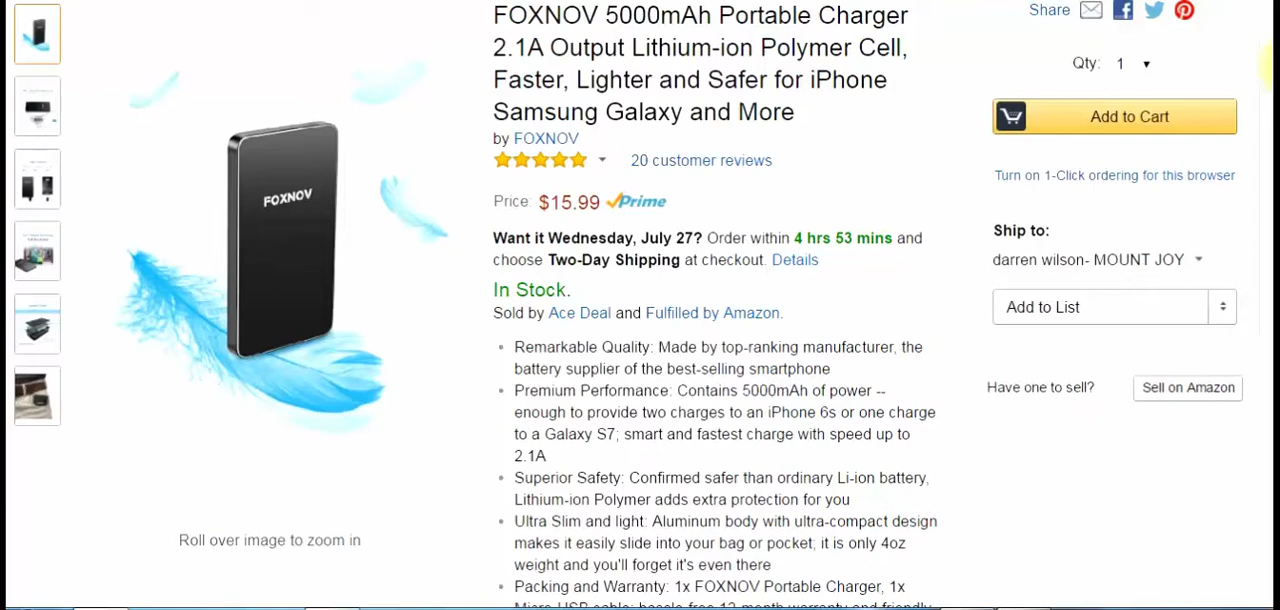 FOXNOV 5000mAh Portable Charger
2.1A Output Lithium-ion Polymer Cell,
Faster, Lighter and Safer for iPhone
Samsung Galaxy and More
by FOXNOV
20 customer reviews
Price: $15.99 Prime
Want it Wednesday, July 27? Order within 4 hrs 53 mins and
choose Two-Day Shipping at checkout. Details
In Stock.
Sold by Ace Deal and Fulfilled by Amazon.
• Remarkable Quality: Made by top-ranking manufacturer, the
battery supplier of the best-selling smartphone
• Premium Performance: Contains 5000mAh of power --
enough to provide two charges to an iPhone 6s or one charge
to a Galaxy S7; smart and fastest charge with speed up to
2.1A
• Superior Safety: Confirmed safer than ordinary Li-ion battery,
Lithium-ion Polymer adds extra protection for you
• Ultra Slim and light: Aluminum body with ultra-compact design
makes it easily slide into your bag or pocket; it is only 4oz
weight and you'll forget it's even there
• Packing and Warranty: 1x FOXNOV Portable Charger, 1x
Micro USB cable; hassle-free 12-month warranty and friendly
FOXNOV
Roll over image to zoom in
Share
Qty: 1
Add to Cart
Turn on 1-Click ordering for this browser
Ship to:
darren wilson- MOUNT JOY
Add to List
Have one to sell?
Sell on Amazon